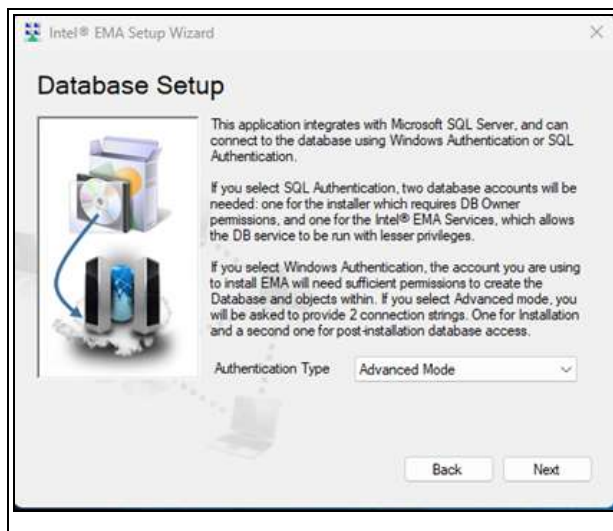 Intel® EMA Setup Wizard
Database Setup
This application integrates with Microsoft SQL Server, and can
connect to the database using Windows Authentication or SQL
Authentication.
If you select SQL Authentication, two database accounts will be
needed: one for the installer which requires DB Owner
permissions, and one for the Intel® EMA Services, which allows
the DB service to be run with lesser privileges.
If you select Windows Authentication, the account you are using
to install EMA will need sufficient permissions to create the
Database and objects within. If you select Advanced mode, you
will be asked to provide 2 connection strings. One for Installation
and a second one for post-installation database access.
Authentication Type Advanced Mode
Back Next